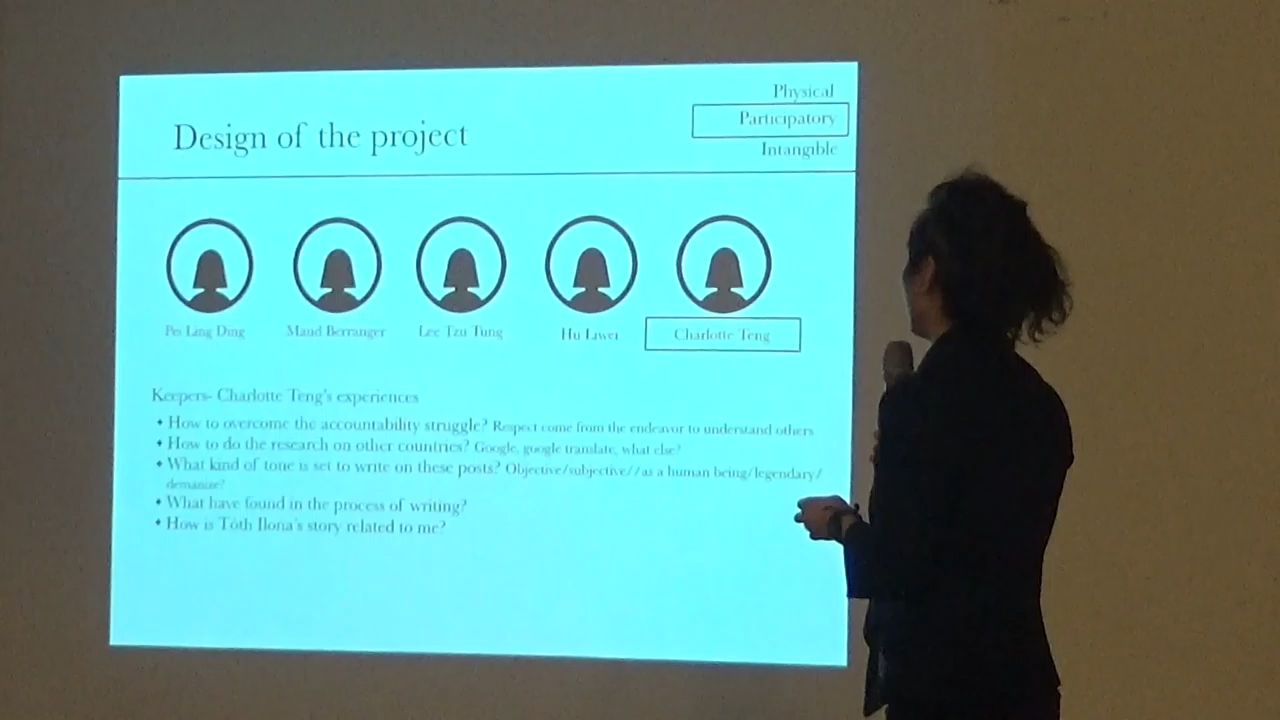 Physical
Participatory
Intangible
Design of the project
Pei Ling Ding
Maud Berranger
Lee Tzu Tung
Hu Liwei
Charlotte Teng
Keepers- Charlotte Teng's experiences
• How to overcome the accountability struggle? Respect come from the endeavor to understand others
• How to do the research on other countries? Google, google translate, what else?
• What kind of tone is set to write on these posts? Objective/subjective//as a human being/legendary/
demanize?
• What have found in the process of writing?
• How is Tóth Ilona's story related to me?